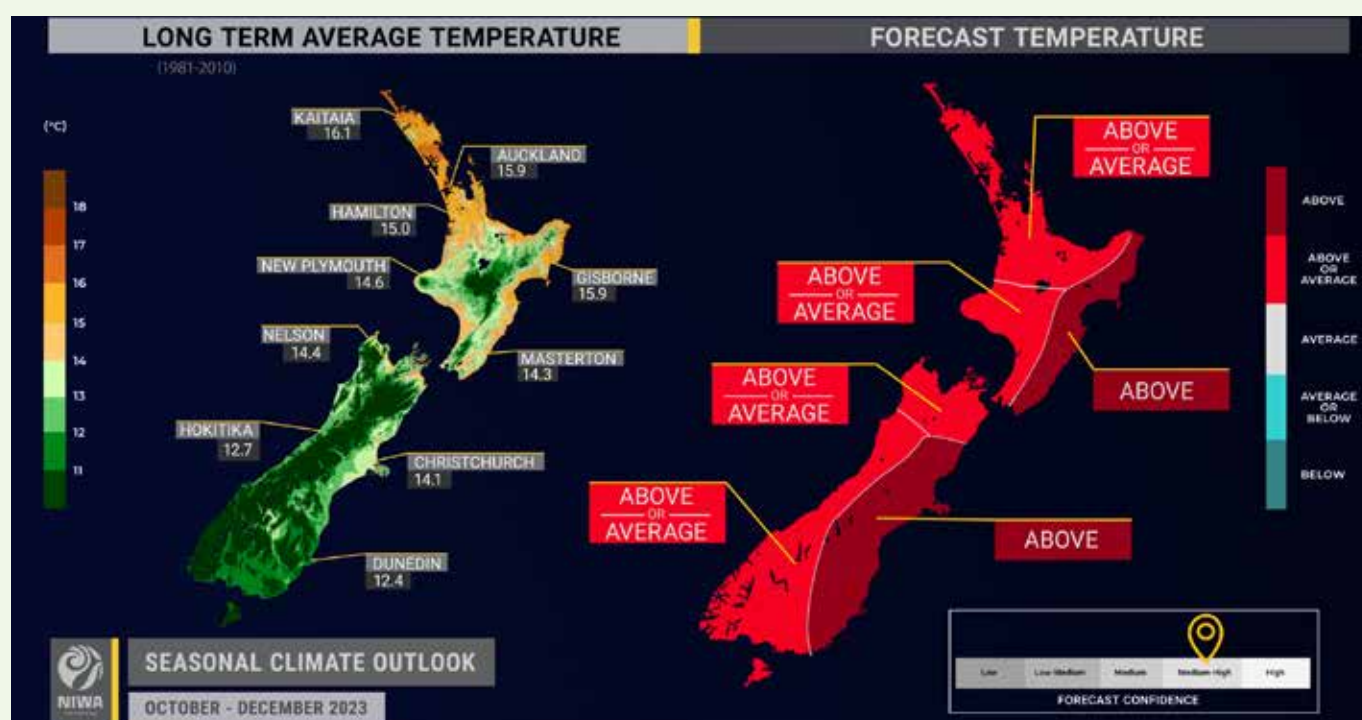 LONG TERM AVERAGE TEMPERATURE
(1981-2010)
(°C)
18
17
16
15
14
13
12
11
KAITAIA
16.1
AUCKLAND
15.9
HAMILTON
15.0
NEW PLYMOUTH
14.6
GISBORNE
15.9
NELSON
14.4
MASTERTON
14.3
HOKITIKA
12.7
CHRISTCHURCH
14.1
DUNEDIN
12.4
NIWA
SEASONAL CLIMATE OUTLOOK
OCTOBER - DECEMBER 2023
FORECAST TEMPERATURE
ABOVE
OR
AVERAGE
ABOVE
OR
AVERAGE
ABOVE
ABOVE
OR
AVERAGE
ABOVE
OR
AVERAGE
ABOVE
ABOVE
ABOVE
OR
AVERAGE
AVERAGE
AVERAGE
OR
BELOW
BELOW
Low
Low-Medium
Medium
Medium-High
High
FORECAST CONFIDENCE